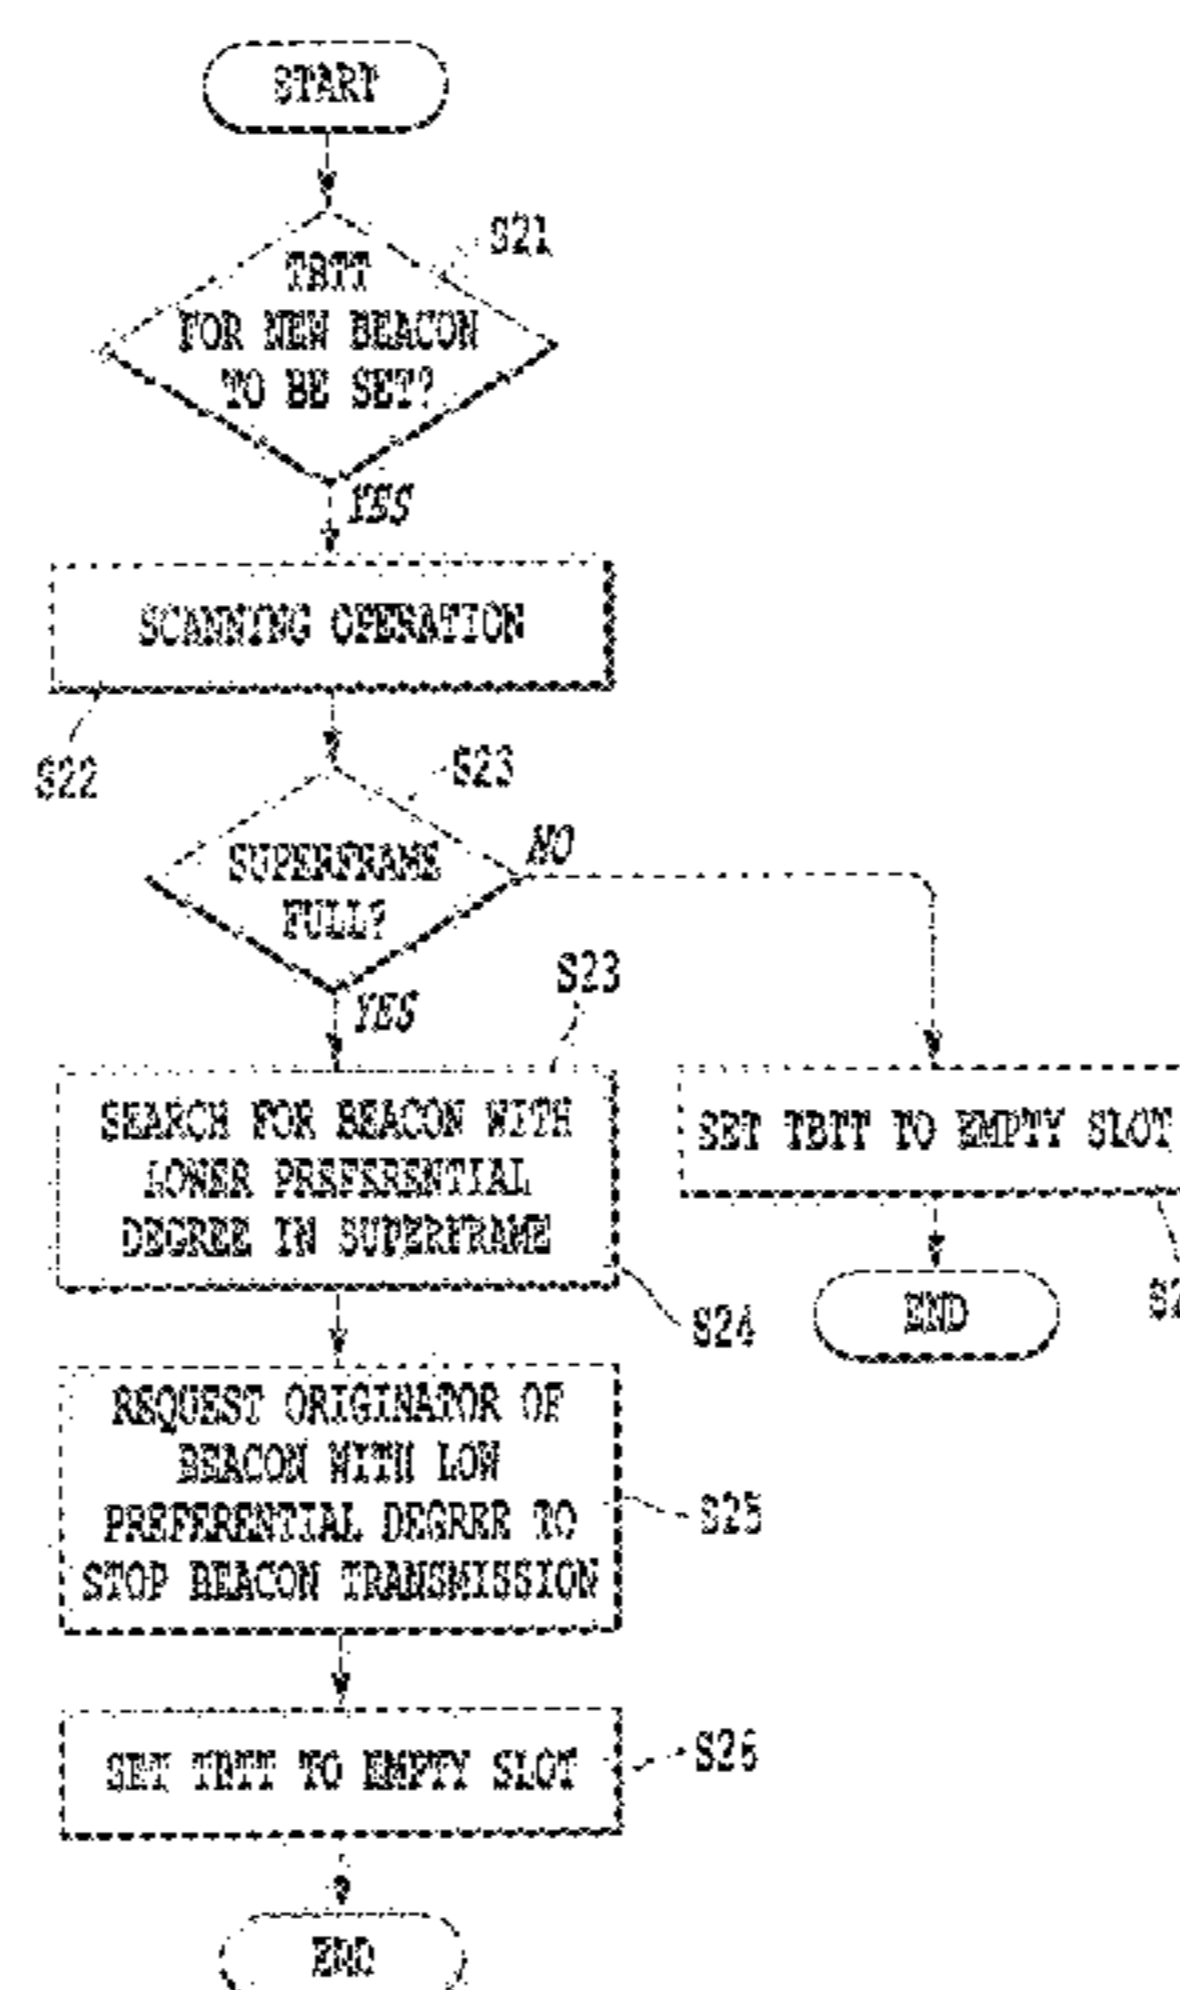 START
S21
TBTT
FOR NEW BEACON
TO BE SET?
YES
SCANNING OPERATION
S22
S23
SUPERFRAME
FULL?
NO
YES
S23
SEARCH FOR BEACON WITH
LOWER PREFERENTIAL
DEGREE IN SUPERFRAME
S24
SET TBTT TO EMPTY SLOT
END
REQUEST ORIGINATOR OF
BEACON WITH LOW
PREFERENTIAL DEGREE TO
STOP BEACON TRANSMISSION
S25
SET TBTT TO EMPTY SLOT
S26
END